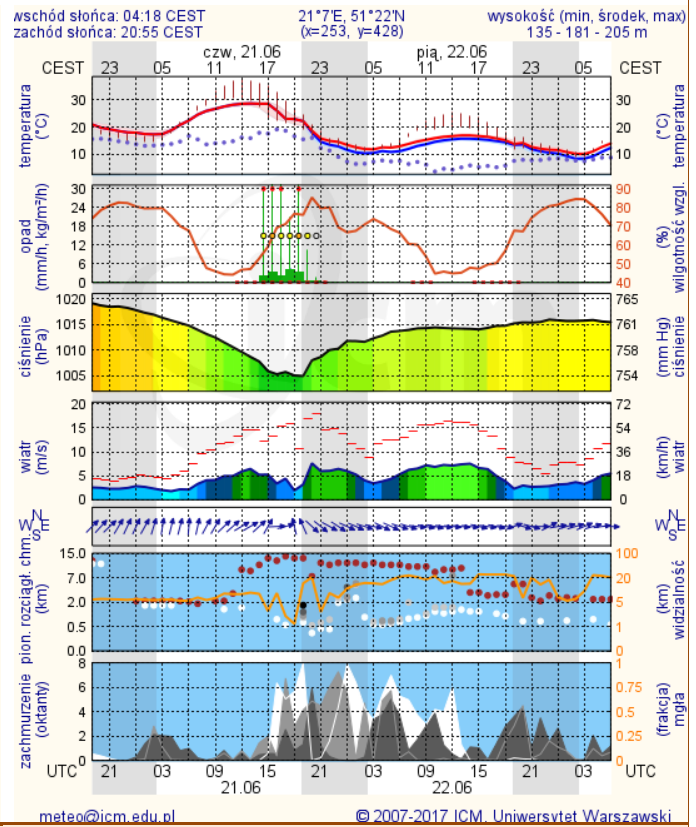 wschód słońca: 04:18 CEST 21°7'E, 51°22'N wysokość (min, środek, max)
zachód słońca: 20:55 CEST (x=253, y=428) 135 - 181 - 205 m
czw, 21.06 pią, 22.06
CEST 23 05 11 17 23 05 11 17 23 05 CEST
temperatura (°C)
30 30
20 20
10 10
temperatura (°C)
opad (mm/h, kg/m²/h)
30 90
24 80
18 70
12 60
6 50
0 40
wilgotność wzgl. (%)
ciśnienie (hPa)
1020 765
1015 761
1010 758
1005 754
ciśnienie (mm Hg)
wiatr (m/s)
20 72
15 54
10 36
5 18
0 0
wiatr (km/h)
N N
W E W E
S S
pion. rozciągł. chm. (km)
15.0 100
7.0 20
2.0 5
0.5 1
0.0 0
widzialność (km)
zachmurzenie (oktanty)
8 1
6 0.75
4 0.5
2 0.25
0 0
mgła (frakcja)
UTC 21 03 09 15 21 03 09 15 21 03 UTC
21.06 22.06
meteo@icm.edu.pl © 2007-2017 ICM, Uniwersytet Warszawski